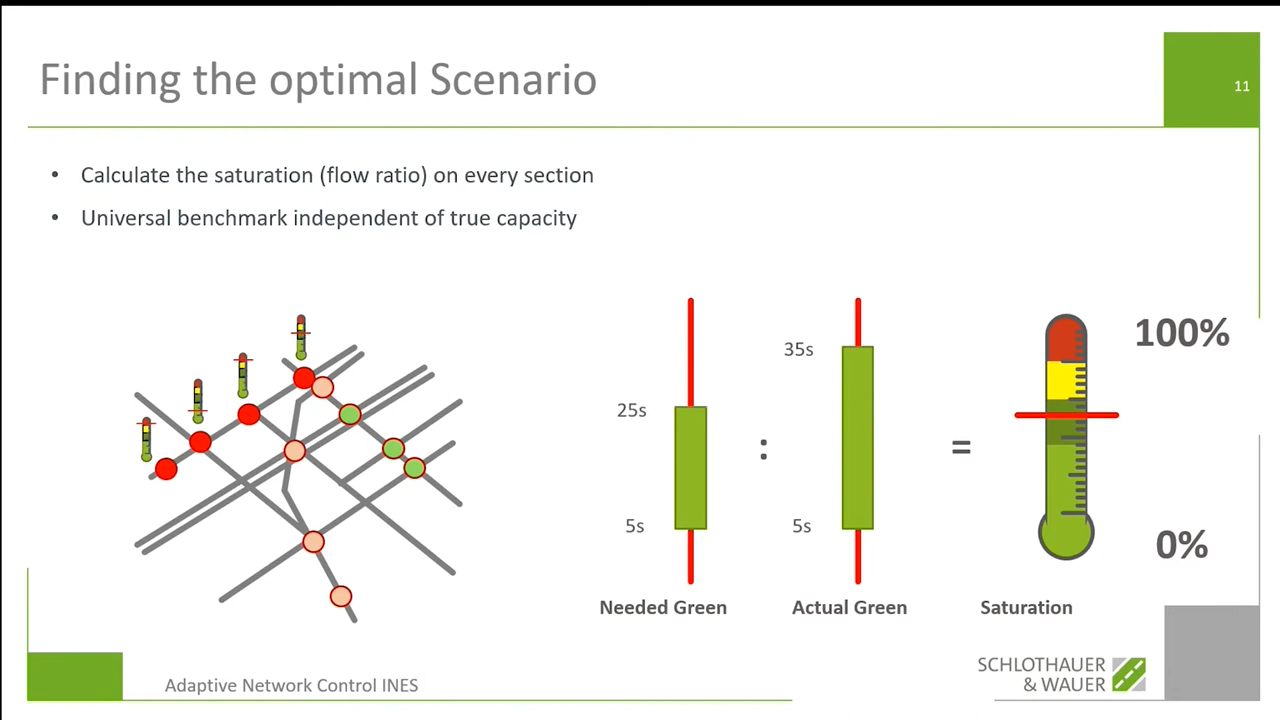 Finding the optimal Scenario
11
• Calculate the saturation (flow ratio) on every section
• Universal benchmark independent of true capacity
35s
25s
5s
5s
:
=
100%
0%
Needed Green
Actual Green
Saturation
Adaptive Network Control INES
SCHLOTHAUER
& WAUER